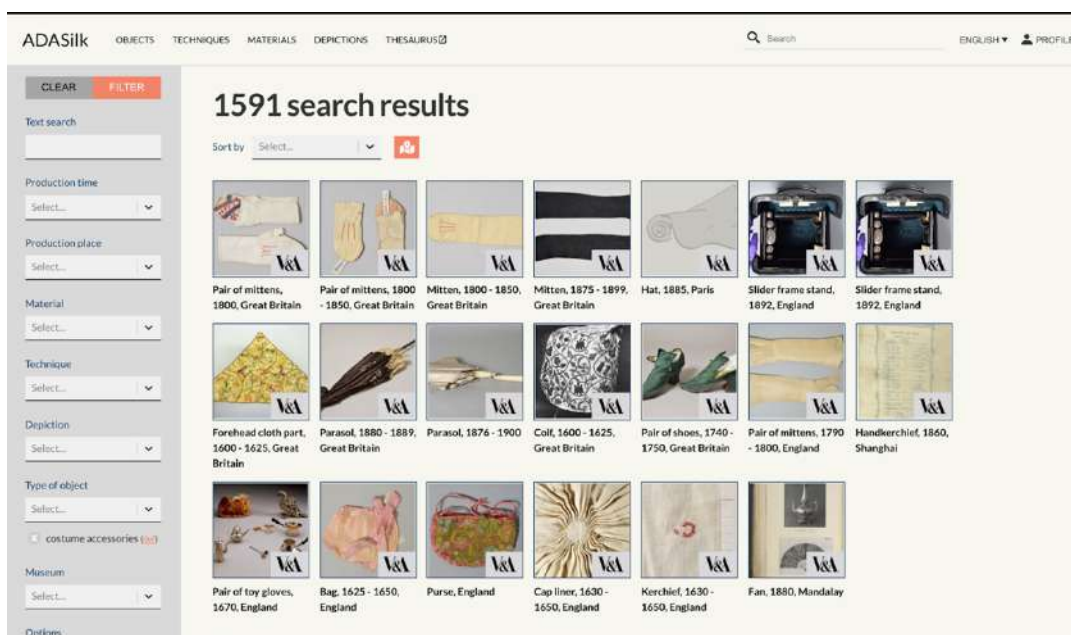 ADASilk OBJECTS TECHNIQUES MATERIALS DEPICTIONS THESAURUS Search ENGLISH ▾ PROFILE
CLEAR FILTER
Text search
Production time
Select...
Production place
Select...
Material
Select...
Technique
Select...
Depiction
Select...
Type of object
Select...
costume accessories
Museum
Select...
Options
1591 search results
Sort by Select...
V&A V&A V&A V&A V&A V&A V&A
Pair of mittens, 1800, Great Britain
Pair of mittens, 1800 - 1850, Great Britain
Mitten, 1800 - 1850, Great Britain
Mitten, 1875 - 1899, Great Britain
Hat, 1885, Paris
Slider frame stand, 1892, England
Slider frame stand, 1892, England
V&A V&A V&A V&A V&A V&A V&A
Forehead cloth part, 1600 - 1625, Great Britain
Parasol, 1880 - 1889, Great Britain
Parasol, 1876 - 1900
Coif, 1600 - 1625, Great Britain
Pair of shoes, 1740 - 1750, Great Britain
Pair of mittens, 1790 - 1800, England
Handkerchief, 1860, Shanghai
V&A V&A V&A V&A V&A V&A
Pair of toy gloves, 1670, England
Bag, 1625 - 1650, England
Purse, England
Cap liner, 1630 - 1650, England
Kerchief, 1630 - 1650, England
Fan, 1880, Mandalay